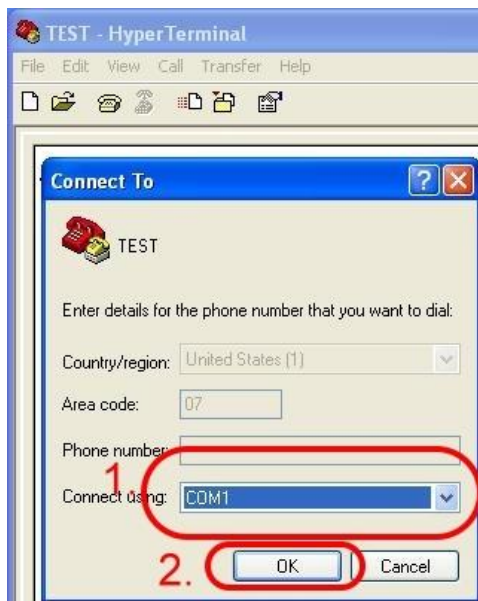 TEST - HyperTerminal
File Edit View Call Transfer Help
Connect To
TEST
Enter details for the phone number that you want to dial:
Country/region: United States (1)
Area code: 07
Phone number:
1.
Connect using: COM1
2. OK Cancel